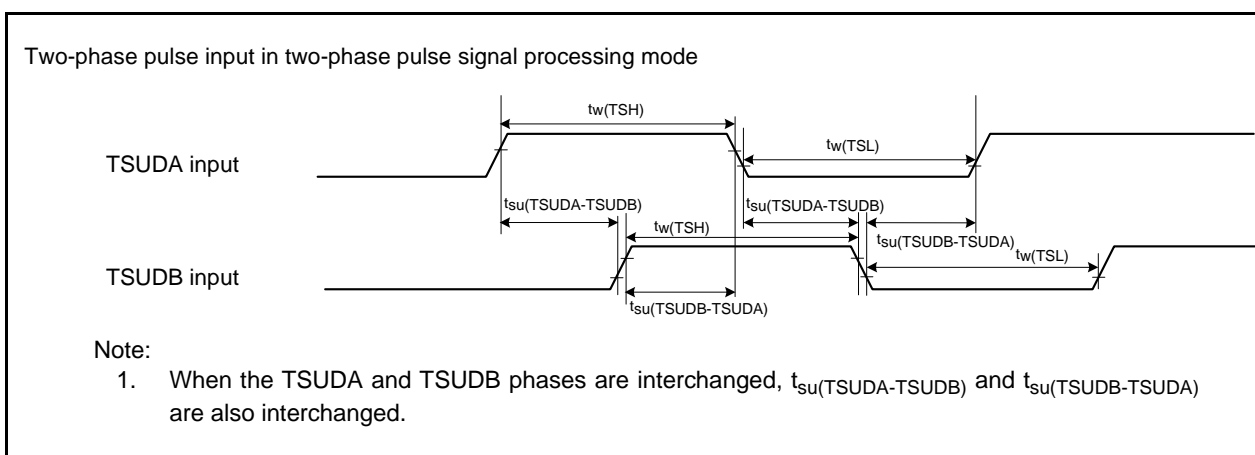 Two-phase pulse input in two-phase pulse signal processing mode
tw(TSH)
tw(TSL)
TSUDA input
tsu(TSUDA-TSUDB)
tsu(TSUDA-TSUDB)
tw(TSH)
tsu(TSUDB-TSUDA)
tw(TSL)
TSUDB input
tsu(TSUDB-TSUDA)
Note:
1. When the TSUDA and TSUDB phases are interchanged, tsu(TSUDA-TSUDB) and tsu(TSUDB-TSUDA)
are also interchanged.